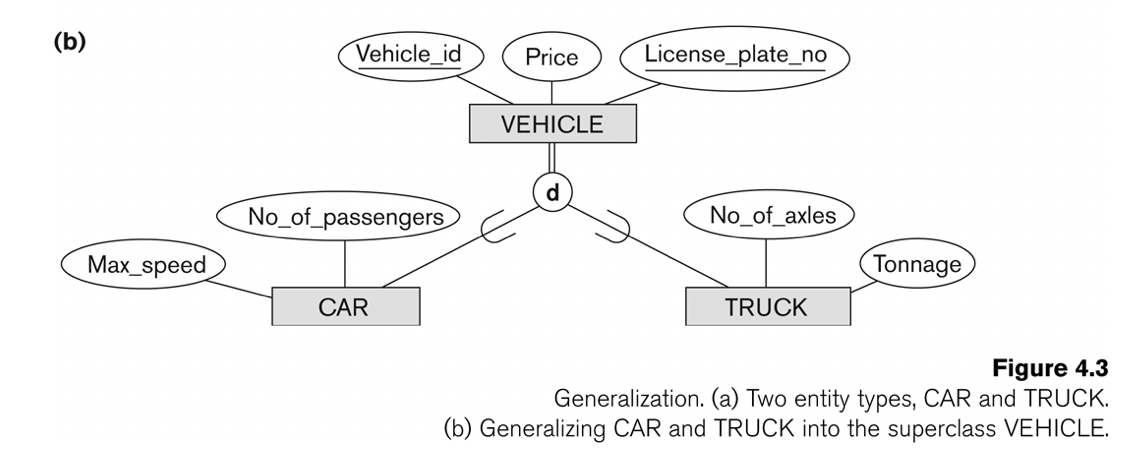 (b)
Vehicle_id
Price
License_plate_no
VEHICLE
d
No_of_passengers
No_of_axles
Max_speed
Tonnage
CAR
TRUCK
Figure 4.3
Generalization. (a) Two entity types, CAR and TRUCK.
(b) Generalizing CAR and TRUCK into the superclass VEHICLE.